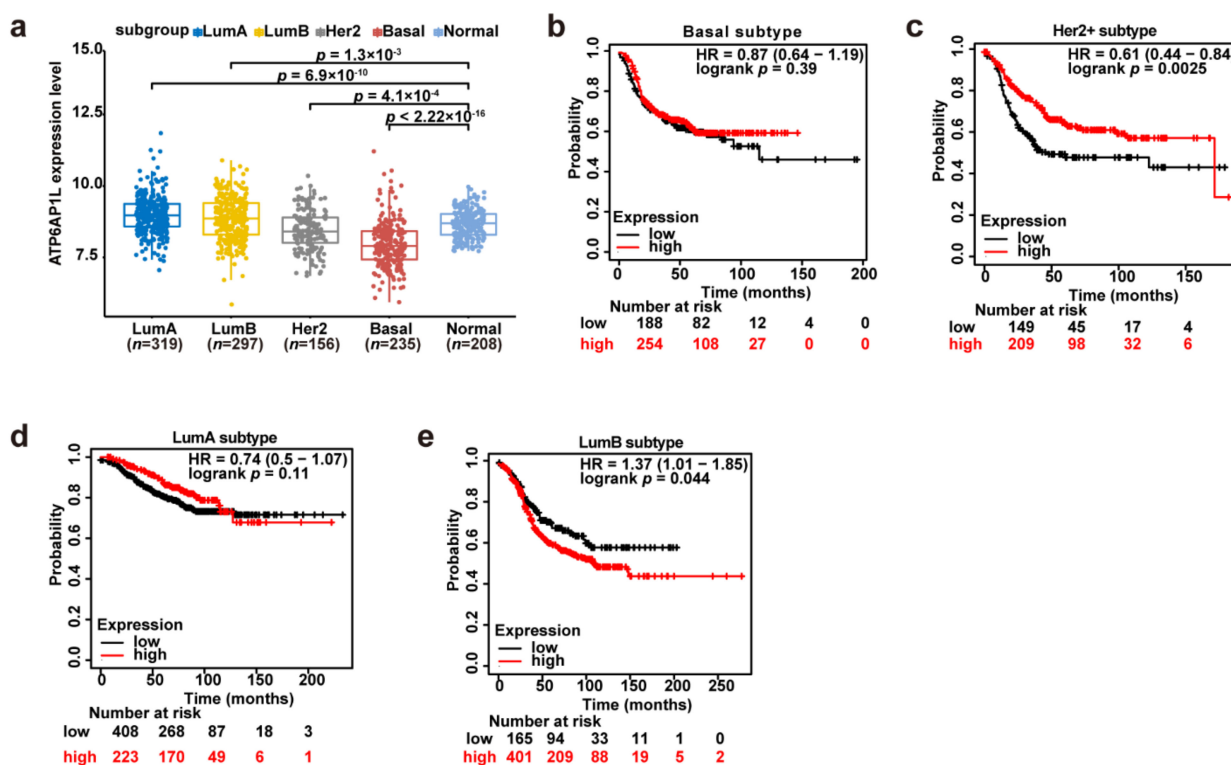 a
subgroup LumA LumB Her2 Basal Normal
15.0
12.5
10.0
7.5
ATP6AP1L expression level
p = 1.3×10-3
p = 6.9×10-10
p = 4.1×10-4
p < 2.22×10-16
LumA LumB Her2 Basal Normal
(n=319) (n=297) (n=156) (n=235) (n=208)
b
Basal subtype
HR = 0.87 (0.64 − 1.19)
logrank p = 0.39
Probability
0.0 0.2 0.4 0.6 0.8 1.0
Expression
low
high
0 50 100 150 200
Time (months)
Number at risk
low 188 82 12 4 0
high 254 108 27 0 0
c
Her2+ subtype
HR = 0.61 (0.44 − 0.84
logrank p = 0.0025
Probability
0.0 0.2 0.4 0.6 0.8 1.0
Expression
low
high
0 50 100 150
Time (months)
Number at risk
low 149 45 17 4
high 209 98 32 6
d
LumA subtype
HR = 0.74 (0.5 − 1.07)
logrank p = 0.11
Probability
0.0 0.2 0.4 0.6 0.8 1.0
Expression
low
high
0 50 100 150 200
Time (months)
Number at risk
low 408 268 87 18 3
high 223 170 49 6 1
e
LumB subtype
HR = 1.37 (1.01 − 1.85)
logrank p = 0.044
Probability
0.0 0.2 0.4 0.6 0.8 1.0
Expression
low
high
0 50 100 150 200 250
Time (months)
Number at risk
low 165 94 33 11 1 0
high 401 209 88 19 5 2